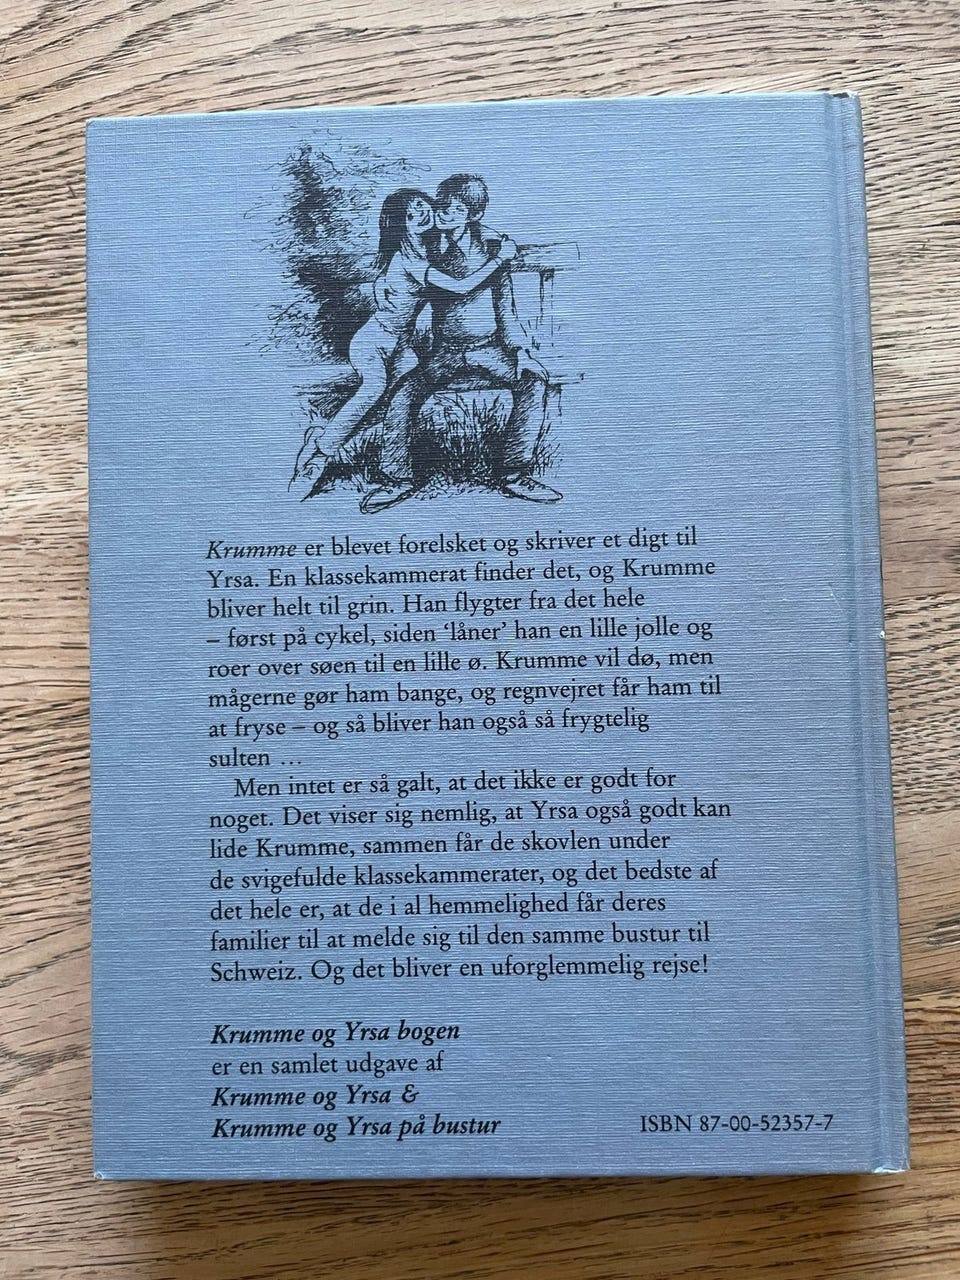 Krumme er blevet forelsket og skriver et digt til
Yrsa. En klassekammerat finder det, og Krumme
bliver helt til grin. Han flygter fra det hele
– først på cykel, siden ‘låner’ han en lille jolle og
roer over søen til en lille ø. Krumme vil dø, men
mågerne gør ham bange, og regnvejret får ham til
at fryse – og så bliver han også så frygtelig
sulten ...
Men intet er så galt, at det ikke er godt for
noget. Det viser sig nemlig, at Yrsa også godt kan
lide Krumme, sammen får de skovlen under
de svigefulde klassekammerater, og det bedste af
det hele er, at de i al hemmelighed får deres
familier til at melde sig til den samme bustur til
Schweiz. Og det bliver en uforglemmelig rejse!
Krumme og Yrsa bogen
er en samlet udgave af
Krumme og Yrsa &
Krumme og Yrsa på bustur
ISBN 87-00-52357-7